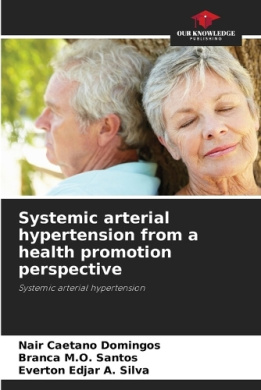 OUR KNOWLEDGE
PUBLISHING
Systemic arterial
hypertension from a
health promotion
perspective
Systemic arterial hypertension
Nair Caetano Domingos
Branca M.O. Santos
Everton Edjar A. Silva